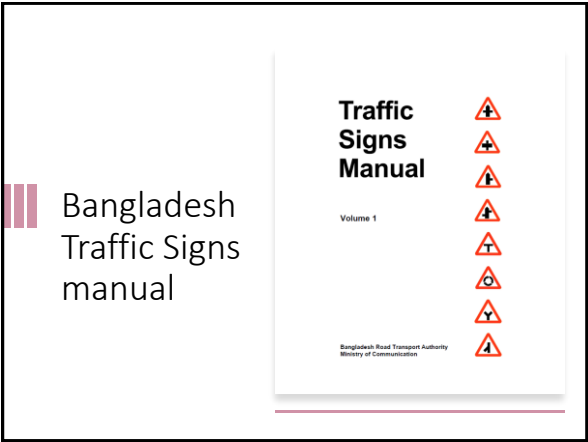 Bangladesh
Traffic Signs
manual
Traffic
Signs
Manual
Volume 1
Bangladesh Road Transport Authority
Ministry of Communication